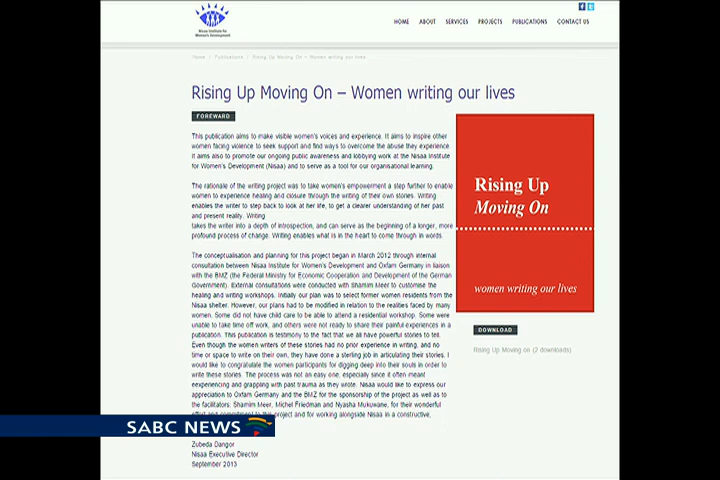 Nisaa Institute for
Women's Development
HOME ABOUT SERVICES PROJECTS PUBLICATIONS CONTACT US
Home / Publications / Rising Up Moving On – Women writing our lives
Rising Up Moving On – Women writing our lives
FOREWARD
This publication aims to make visible women's voices and experience. It aims to inspire other
women facing violence to seek support and find ways to overcome the abuse they experience.
It aims also to promote our ongoing public awareness and lobbying work at the Nisaa Institute
for Women's Development (Nisaa) and to serve as a tool for our organisational learning.
The rationale of the writing project was to take women's empowerment a step further to enable
women to experience healing and closure through the writing of their own stories. Writing
enables the writer to step back to look at her life, to get a clearer understanding of her past
and present reality. Writing
takes the writer into a depth of introspection, and can serve as the beginning of a longer, more
profound process of change. Writing enables what is in the heart to come through in words.
The conceptualisation and planning for this project began in March 2012 through internal
consultation between Nisaa Institute for Women's Development and Oxfam Germany in liaison
with the BMZ (the Federal Ministry for Economic Cooperation and Development of the German
Government). External consultations were conducted with Shamim Meer to customise the
healing and writing workshops. Initially our plan was to select former women residents from the
Nisaa shelter. However, our plans had to be modified in relation to the realities faced by many
women. Some did not have child care to be able to attend a residential workshop. Some were
unable to take time off work, and others were not ready to share their painful experiences in a
publication. This publication is testimony to the fact that we all have powerful stories to tell.
Even though the women writers of these stories had no prior experience in writing, and no
time or space to write on their own, they have done a sterling job in articulating their stories. I
would like to congratulate the women participants for digging deep into their souls in order to
write these stories. The process was not an easy one, especially since it often meant
eexperiencing and grappling with past trauma as they wrote. Nisaa would like to express our
appreciation to Oxfam Germany and the BMZ for the sponsorship of the project as well as to
the facilitators: Shamim Meer, Michel Friedman and Nyasha Mukuwane, for their wonderful
effort and commitment to this project and for working alongside Nisaa in a constructive,
Zubeda Dangor
Nisaa Executive Director
September 2013
Rising Up
Moving On
women writing our lives
DOWNLOAD
Rising Up Moving on (2 downloads)
SABC NEWS